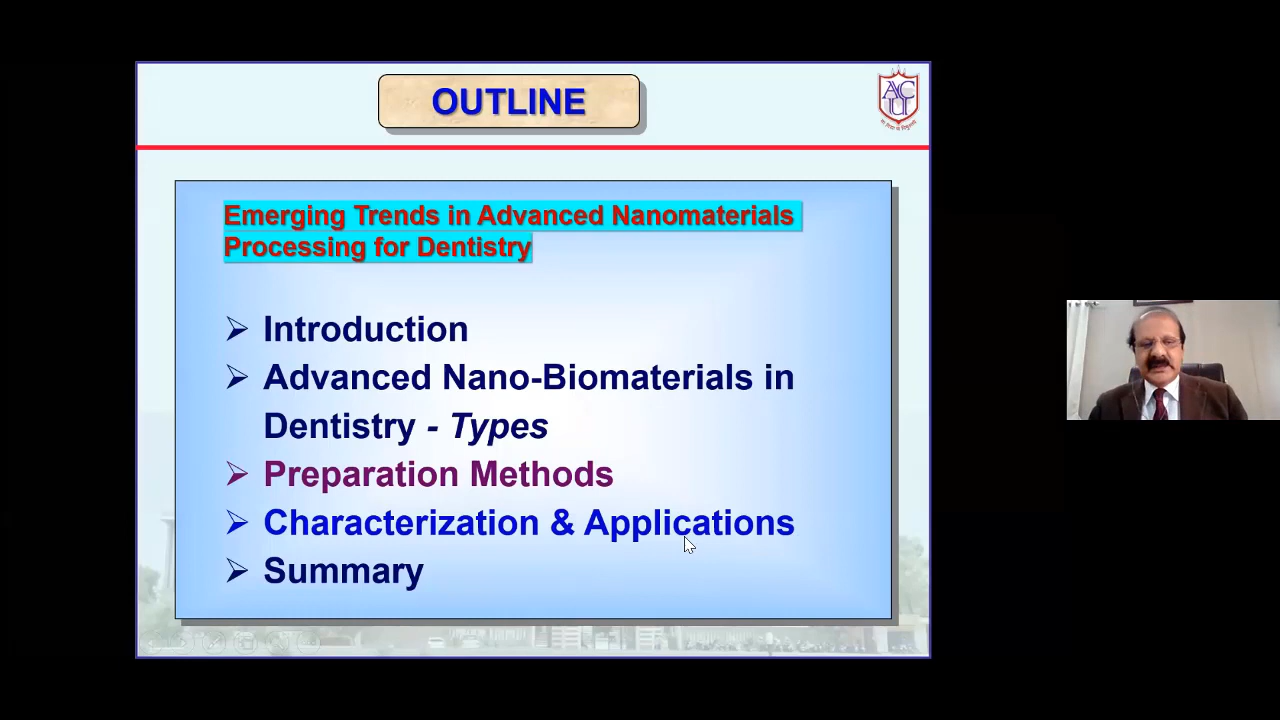 OUTLINE
ACU
Emerging Trends in Advanced Nanomaterials
Processing for Dentistry
➢ Introduction
➢ Advanced Nano-Biomaterials in
Dentistry - Types
➢ Preparation Methods
➢ Characterization & Applications
➢ Summary